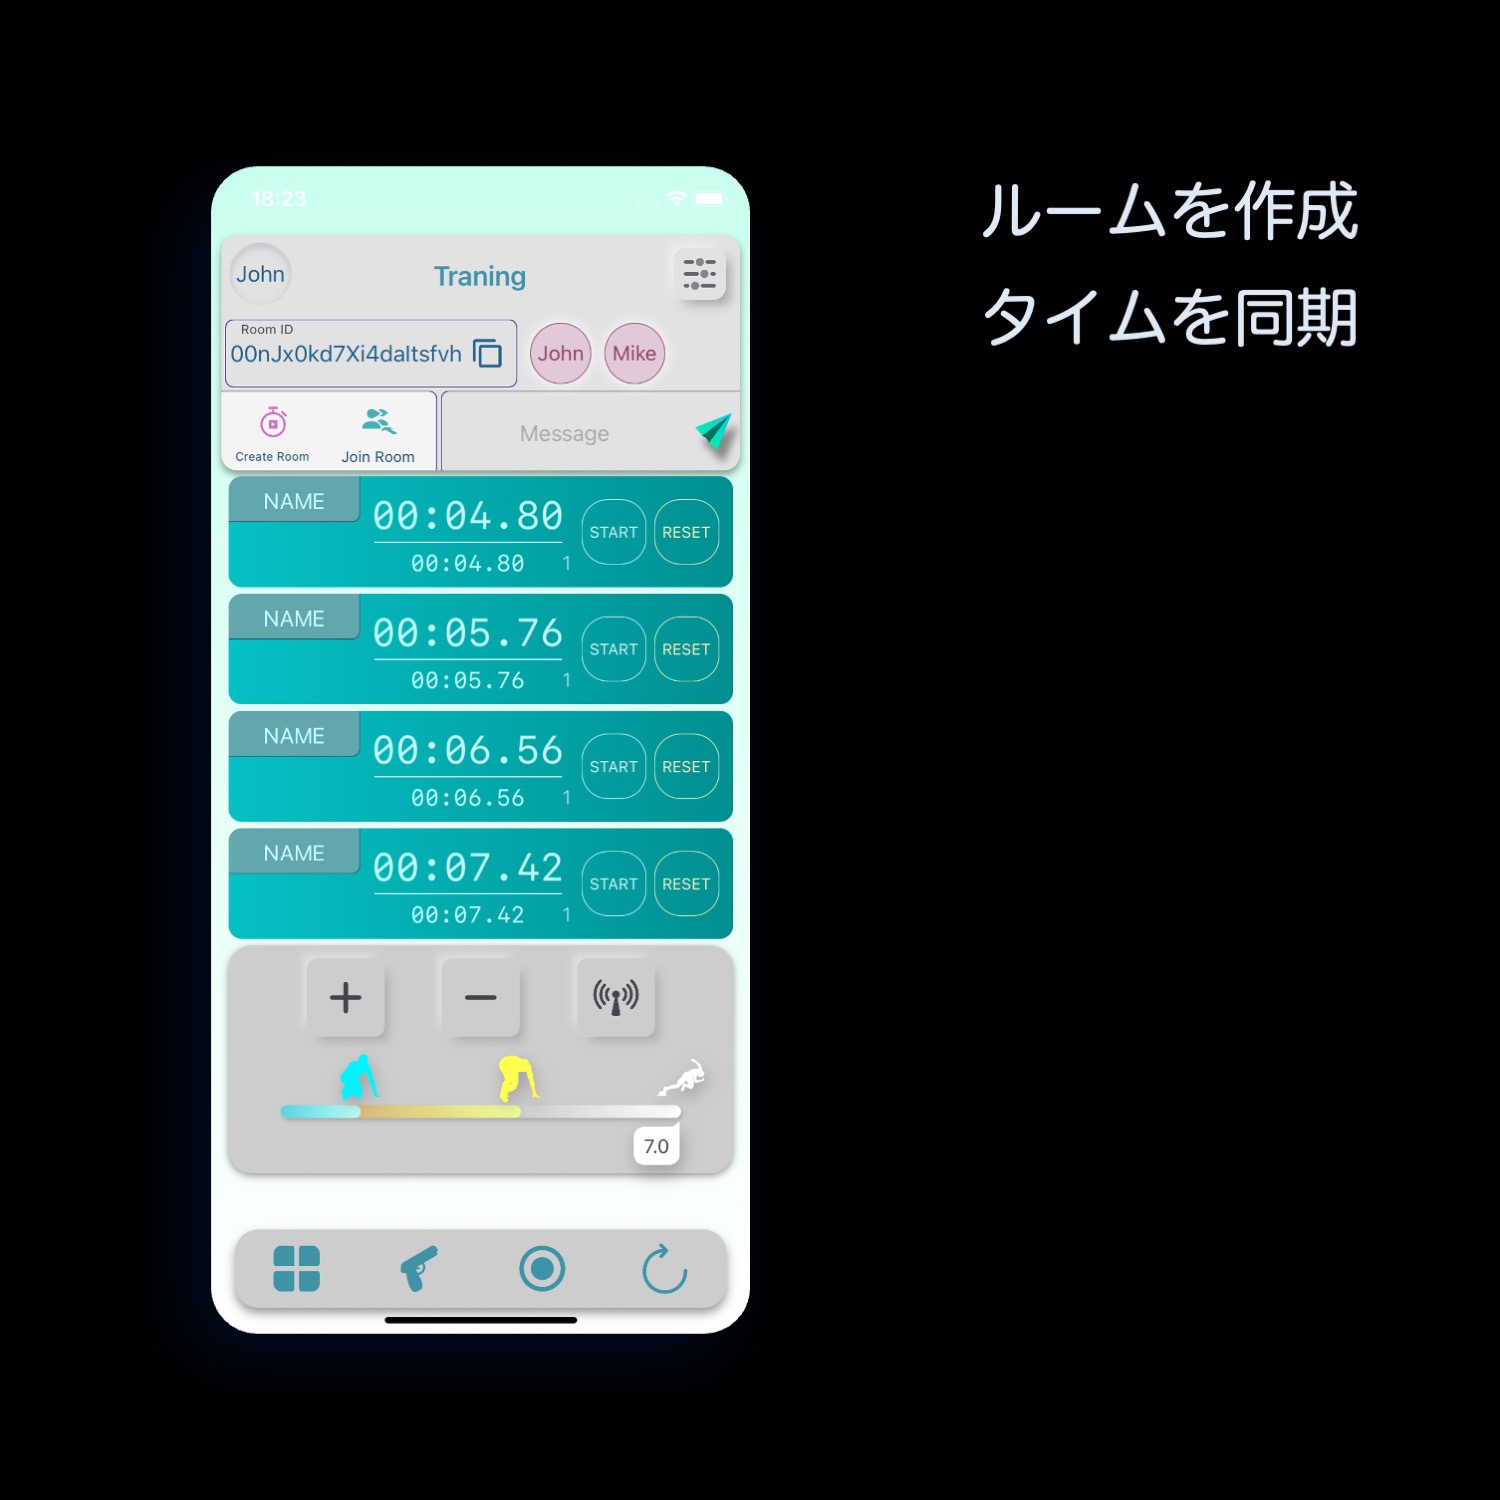 18:23
John
Traning
Room ID
00nJx0kd7Xi4daltsfvh
John
Mike
Create Room
Join Room
Message
NAME
00:04.80
START
RESET
00:04.80 1
NAME
00:05.76
START
RESET
00:05.76 1
NAME
00:06.56
START
RESET
00:06.56 1
NAME
00:07.42
START
RESET
00:07.42 1
7.0
ルームを作成
タイムを同期